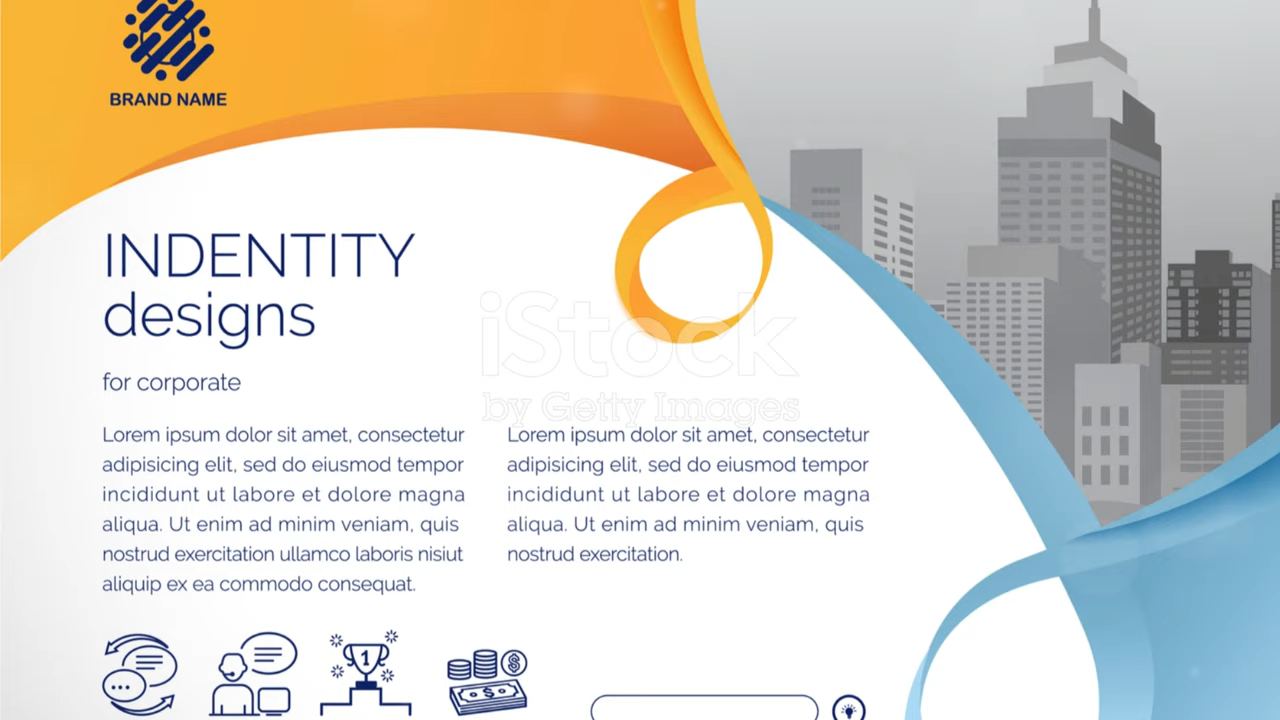 BRAND NAME
INDENTITY
designs
for corporate
Lorem ipsum dolor sit amet, consectetur
adipisicing elit, sed do eiusmod tempor
incididunt ut labore et dolore magna
aliqua. Ut enim ad minim veniam, quis
nostrud exercitation ullamco laboris nisiut
aliquip ex ea commodo consequat.
Lorem ipsum dolor sit amet, consectetur
adipisicing elit, sed do eiusmod tempor
incididunt ut labore et dolore magna
aliqua. Ut enim ad minim veniam, quis
nostrud exercitation.
iStock
by Getty Images
1
$
$